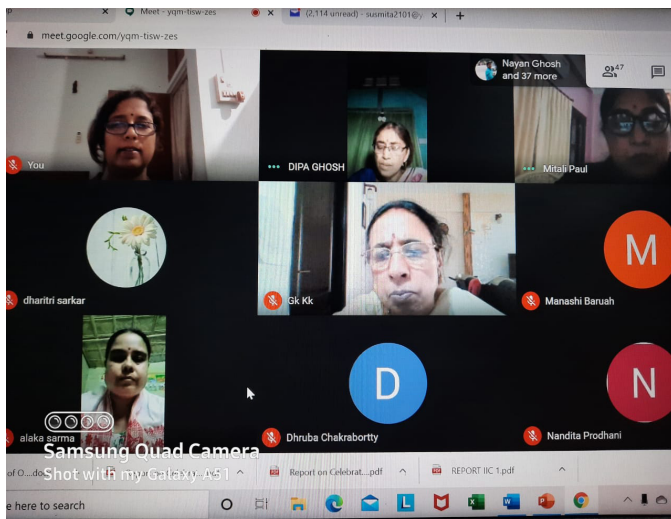 Meet - yqm-tisw-zes
(2,114 unread) - susmita2101@y
meet.google.com/yqm-tisw-zes
Nayan Ghosh
and 37 more
47
You
DIPA GHOSH
Mitali Paul
dharitri sarkar
Gk Kk
M
Manashi Baruah
alaka sarma
D
Dhruba Chakrabortty
N
Nandita Prodhani
Samsung Quad Camera
Shot with my Galaxy A51
of O....do
Report on Celebrat....pdf
REPORT IIC 1.pdf
e here to search